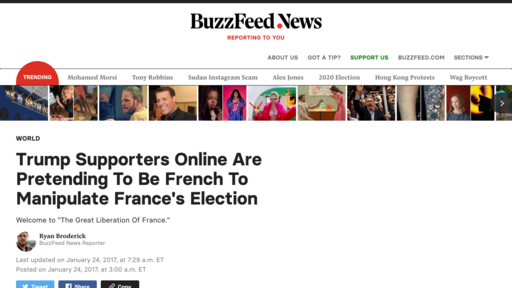 BuzzFeed News
REPORTING TO YOU
ABOUT US GOT A TIP? SUPPORT US BUZZFEED.COM SECTIONS
TRENDING Mohamed Morsi Tony Robbins Sudan Instagram Scam Alex Jones 2020 Election Hong Kong Protests Wag Boycott
WORLD
Trump Supporters Online Are
Pretending To Be French To
Manipulate France's Election
Welcome to "The Great Liberation Of France."
Ryan Broderick
BuzzFeed News Reporter
Last updated on January 24, 2017, at 7:29 a.m. ET
Posted on January 24, 2017, at 3:00 a.m. ET
Tweet Share Copy